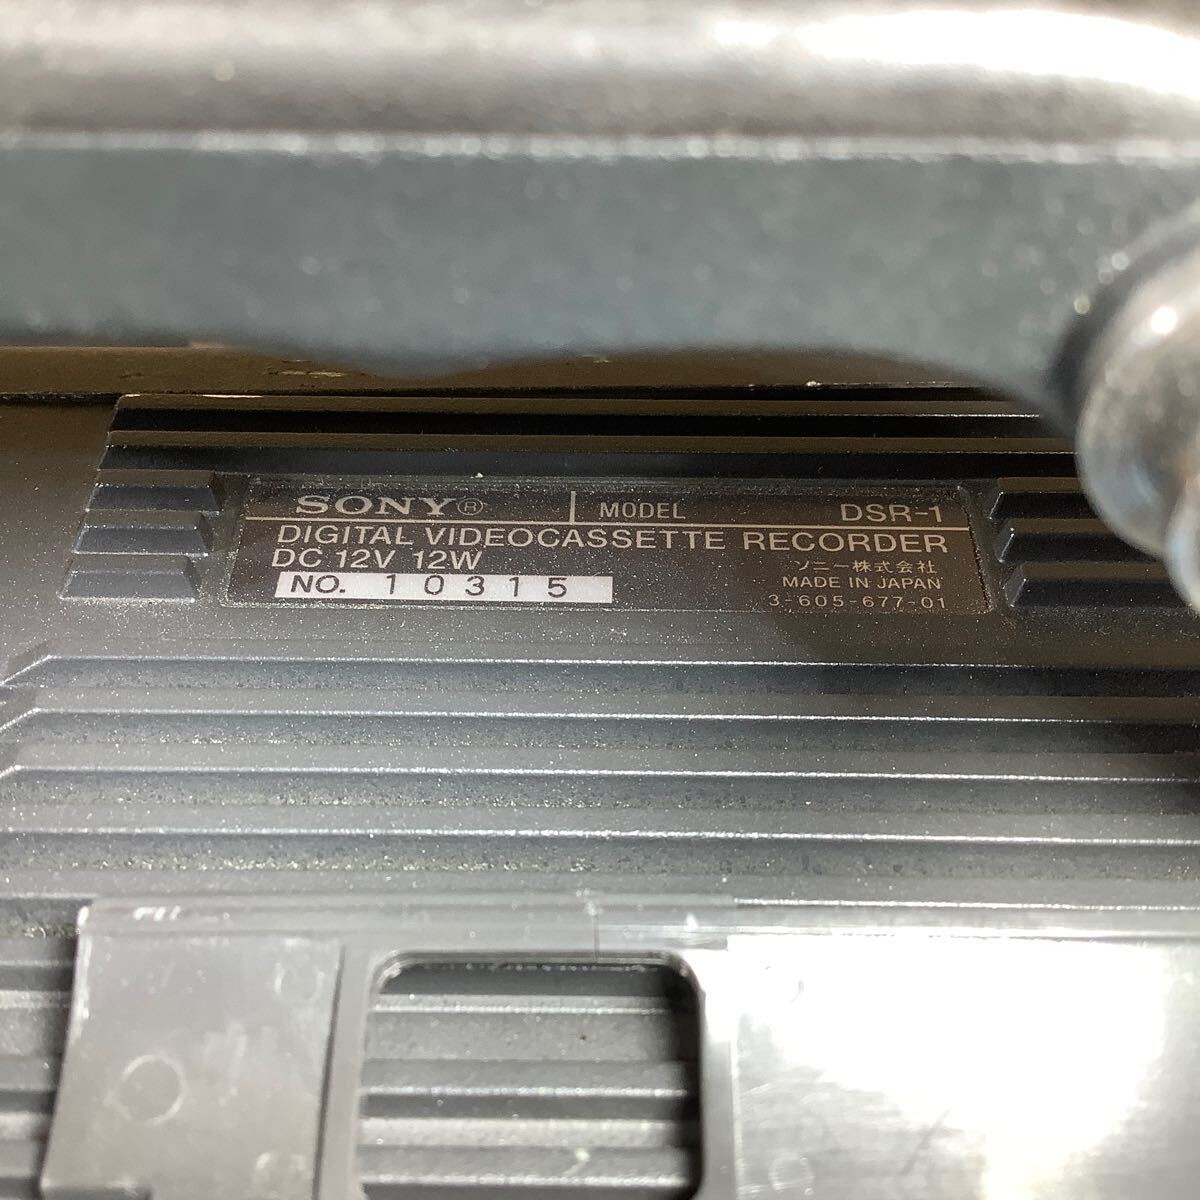 SONY® MODEL DSR-1
DIGITAL VIDEOCASSETTE RECORDER
DC 12V 12W
ソニー株式会社
NO. 10315
MADE IN JAPAN
3-605-677-01